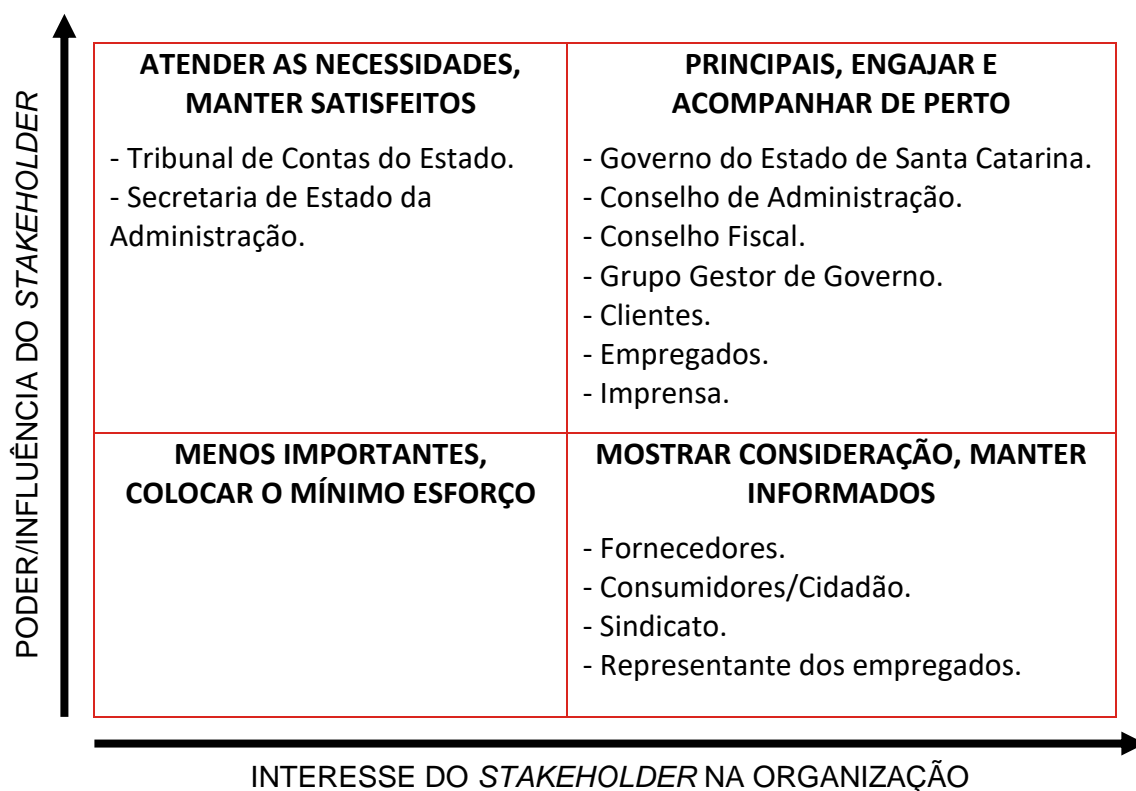 PODER/INFLUÊNCIA DO STAKEHOLDER
ATENDER AS NECESSIDADES,
MANTER SATISFEITOS
- Tribunal de Contas do Estado.
- Secretaria de Estado da
Administração.
PRINCIPAIS, ENGAJAR E
ACOMPANHAR DE PERTO
- Governo do Estado de Santa Catarina.
- Conselho de Administração.
- Conselho Fiscal.
- Grupo Gestor de Governo.
- Clientes.
- Empregados.
- Imprensa.
MENOS IMPORTANTES,
COLOCAR O MÍNIMO ESFORÇO
MOSTRAR CONSIDERAÇÃO, MANTER
INFORMADOS
- Fornecedores.
- Consumidores/Cidadão.
- Sindicato.
- Representante dos empregados.
INTERESSE DO STAKEHOLDER NA ORGANIZAÇÃO